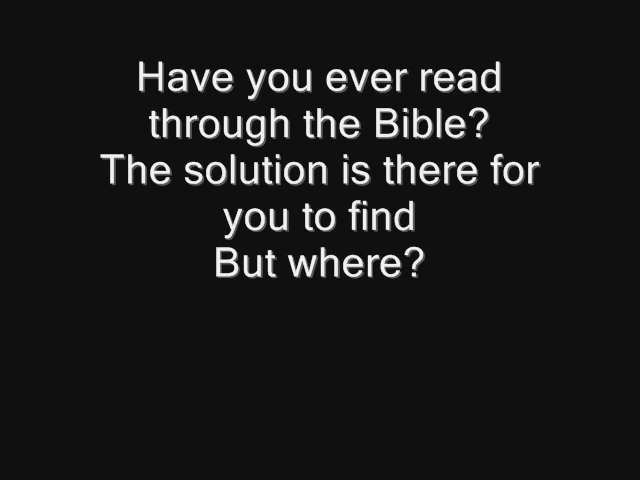 Have you ever read
through the Bible?
The solution is there for
you to find
But where?